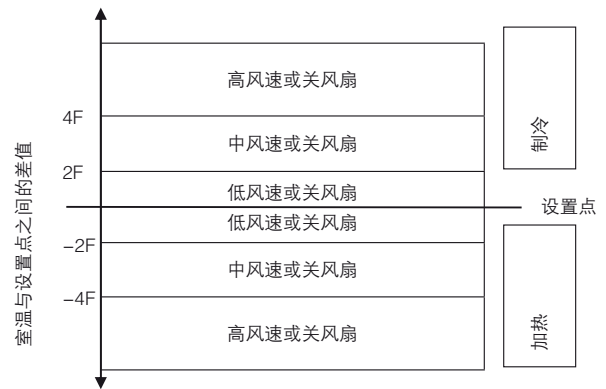 高风速或关风扇
4F
中风速或关风扇
制冷
2F
低风速或关风扇
设置点
低风速或关风扇
-2F
中风速或关风扇
-4F
高风速或关风扇
加热
室温与设置点之间的差值